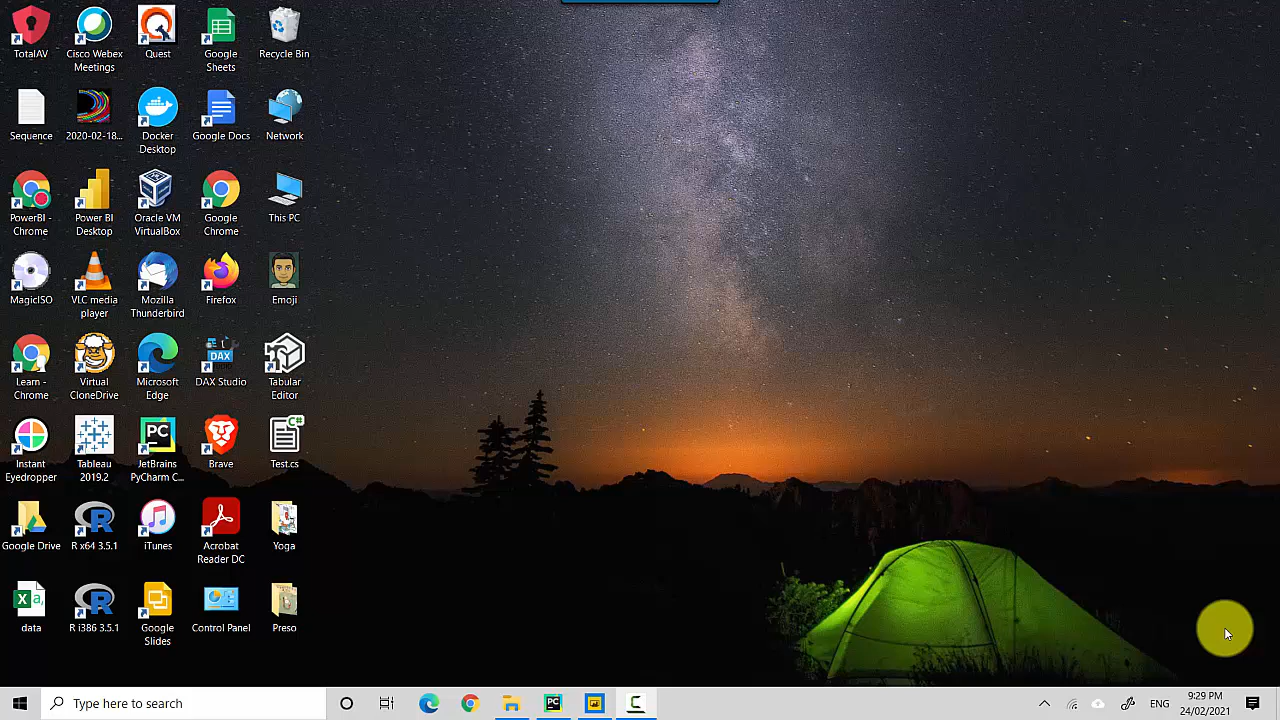 TotalAV
Cisco Webex
Meetings
Quest
Google
Sheets
Recycle Bin
Sequence
2020-02-18...
Docker
Desktop
Google Docs
Network
PowerBI -
Chrome
Power BI
Desktop
Oracle VM
VirtualBox
Google
Chrome
This PC
MagicISO
VLC media
player
Mozilla
Thunderbird
Firefox
Emoji
Learn -
Chrome
Virtual
CloneDrive
Microsoft
Edge
DAX
DAX Studio
Tabular
Editor
Instant
Eyedropper
Tableau
2019.2
PC
JetBrains
PyCharm C...
Brave
C#
Test.cs
Google Drive
R x64 3.5.1
iTunes
Acrobat
Reader DC
Yoga
X a,
data
R i386 3.5.1
Google
Slides
Control Panel
Preso
Type here to search
PC
ENG
9:29 PM
24/02/2021